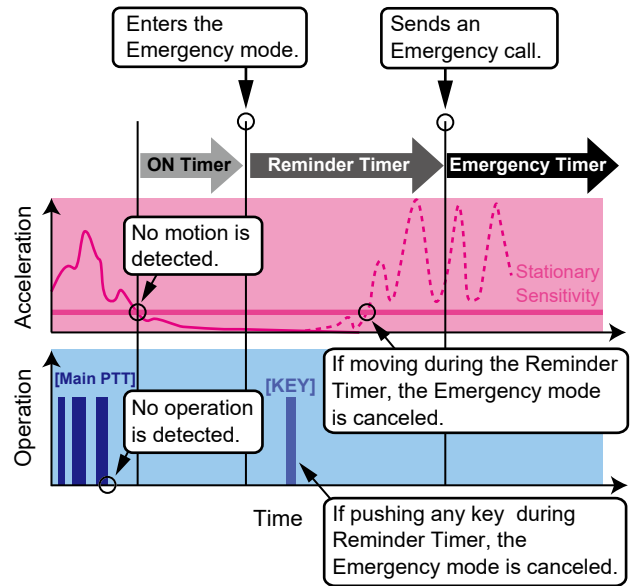 Enters the
Emergency mode.
Sends an
Emergency call.
ON Timer
Reminder Timer
Emergency Timer
Acceleration
No motion is
detected.
Stationary
Sensitivity
If moving during the Reminder
Timer, the Emergency mode
is canceled.
Operation
[Main PTT]
No operation
is detected.
[KEY]
Time
If pushing any key during
Reminder Timer, the
Emergency mode is canceled.